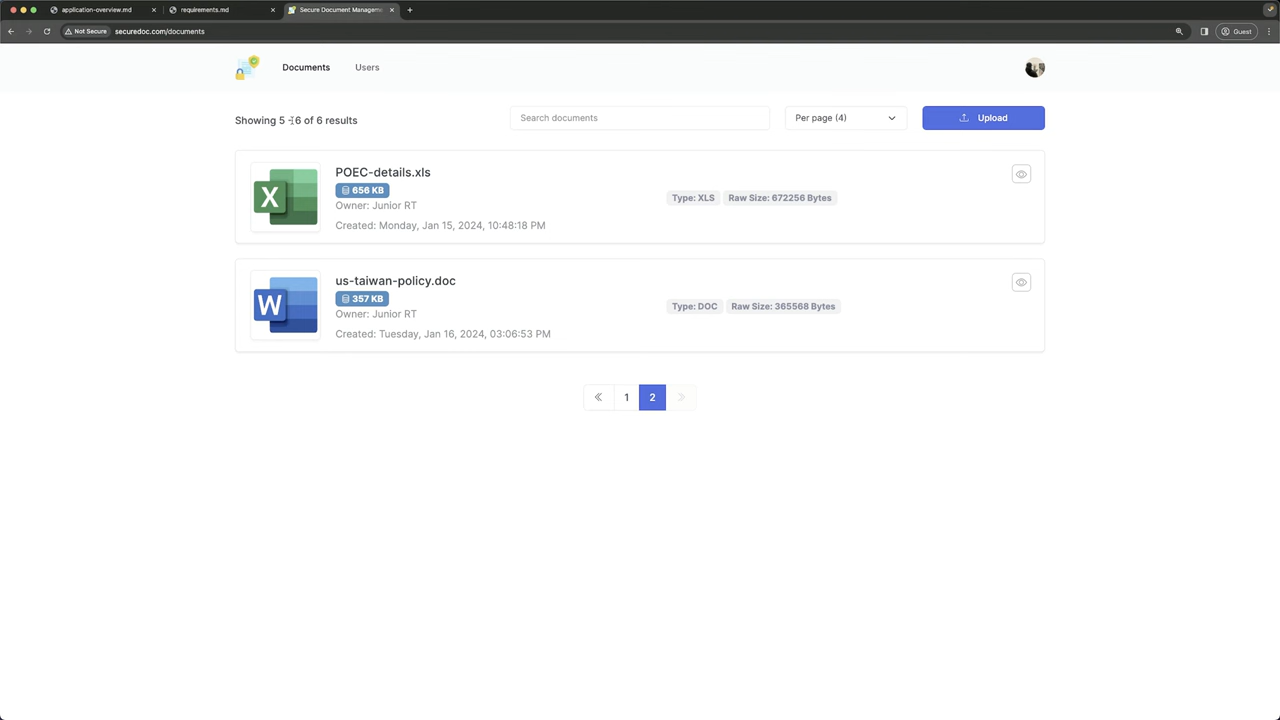 application-overview.md
requirements.md
Secure Document Manageme
Not Secure
securedoc.com/documents
Guest
Documents
Users
Showing 5 - 6 of 6 results
Search documents
Per page (4)
Upload
X
POEC-details.xls
656 KB
Owner: Junior RT
Created: Monday, Jan 15, 2024, 10:48:18 PM
Type: XLS
Raw Size: 672256 Bytes
W
us-taiwan-policy.doc
357 KB
Owner: Junior RT
Created: Tuesday, Jan 16, 2024, 03:06:53 PM
Type: DOC
Raw Size: 365568 Bytes
« 1 2 »